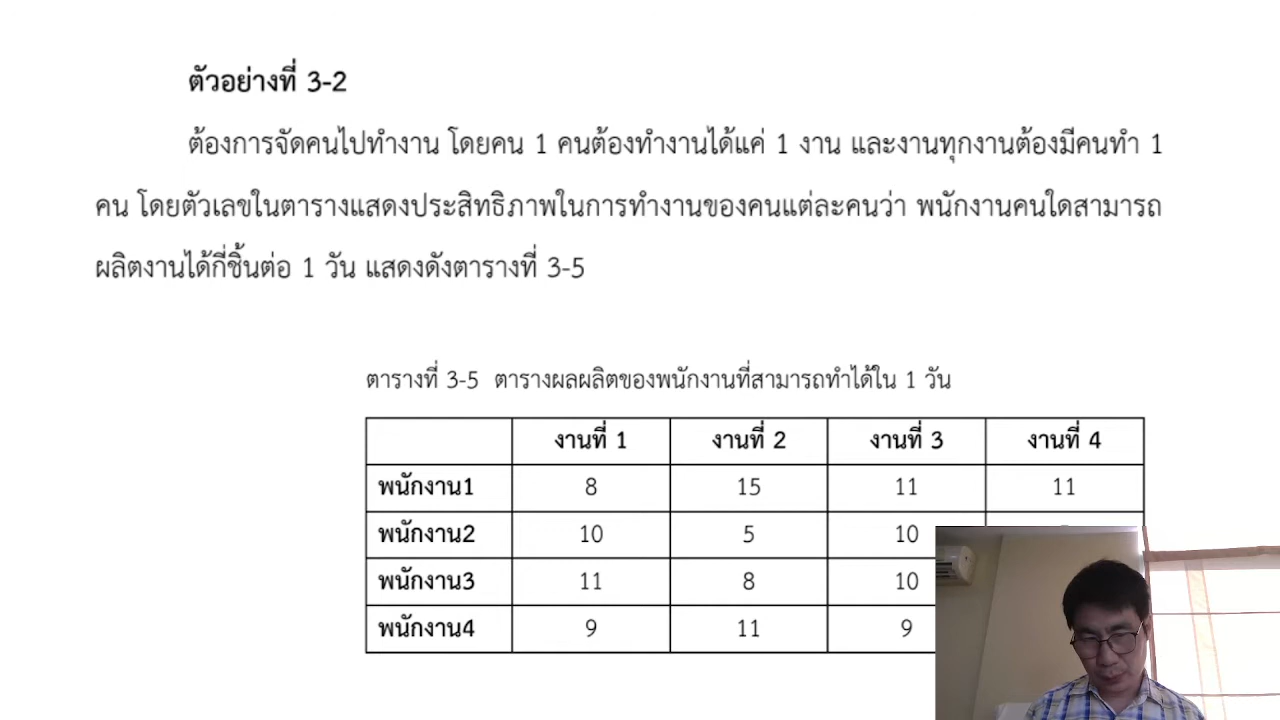 ตัวอย่างที่ 3-2
ต้องการจัดคนไปทำงาน โดยคน 1 คนต้องทำงานได้แค่ 1 งาน และงานทุกงานต้องมีคนทำ 1
คน โดยตัวเลขในตารางแสดงประสิทธิภาพในการทำงานของคนแต่ละคนว่า พนักงานคนใดสามารถ
ผลิตงานได้กี่ชิ้นต่อ 1 วัน แสดงดังตารางที่ 3-5
ตารางที่ 3-5 ตารางผลผลิตของพนักงานที่สามารถทำได้ใน 1 วัน
งานที่ 1 งานที่ 2 งานที่ 3 งานที่ 4
พนักงาน1 8 15 11 11
พนักงาน2 10 5 10
พนักงาน3 11 8 10
พนักงาน4 9 11 9